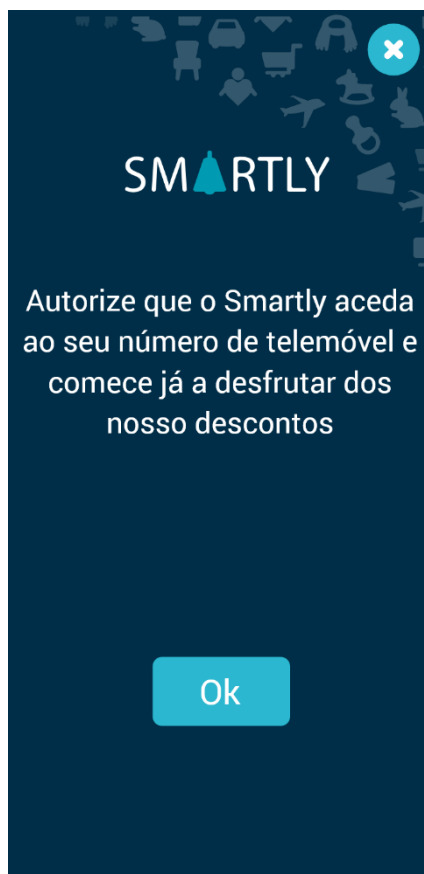 SMARTLY
Autorize que o Smartly aceda
ao seu número de telemóvel e
comece já a desfrutar dos
nosso descontos
Ok